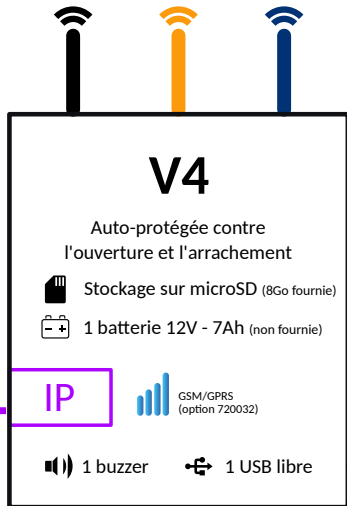 V4
Auto-protégée contre
l'ouverture et l'arrachement
Stockage sur microSD (8Go fournie)
1 batterie 12V - 7Ah (non fournie)
IP
GSM/GPRS
(option 720032)
1 buzzer
1 USB libre